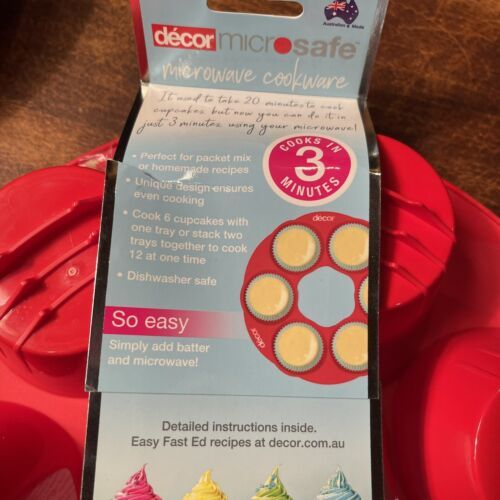 Australian Made
décor microsafe™
microwave cookware
It used to take 20 minutes to cook
cupcakes but now you can do it in
just 3 minutes using your microwave!
COOKS IN
3
MINUTES
• Perfect for packet mix
or homemade recipes
• Unique design ensures
even cooking
• Cook 6 cupcakes with
one tray or stack two
trays together to cook
12 at one time
• Dishwasher safe
décor
décor
So easy
Simply add batter
and microwave!
Detailed instructions inside.
Easy Fast Ed recipes at decor.com.au